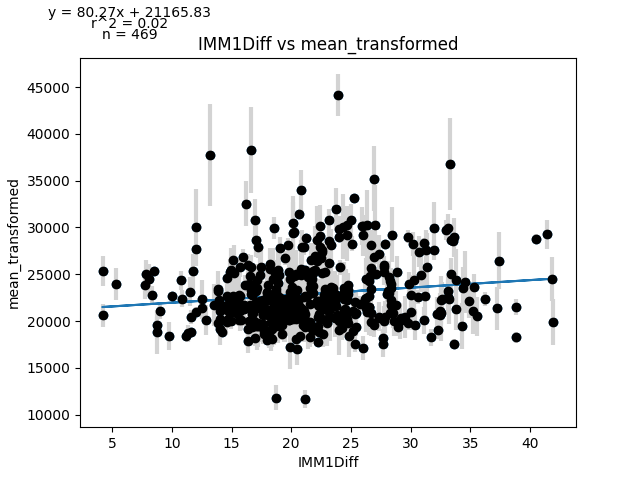 y = 80.27x + 21165.83
r^2 = 0.02
n = 469
IMM1Diff vs mean_transformed
45000
40000
35000
30000
25000
20000
15000
10000
mean_transformed
5 10 15 20 25 30 35 40
IMM1Diff